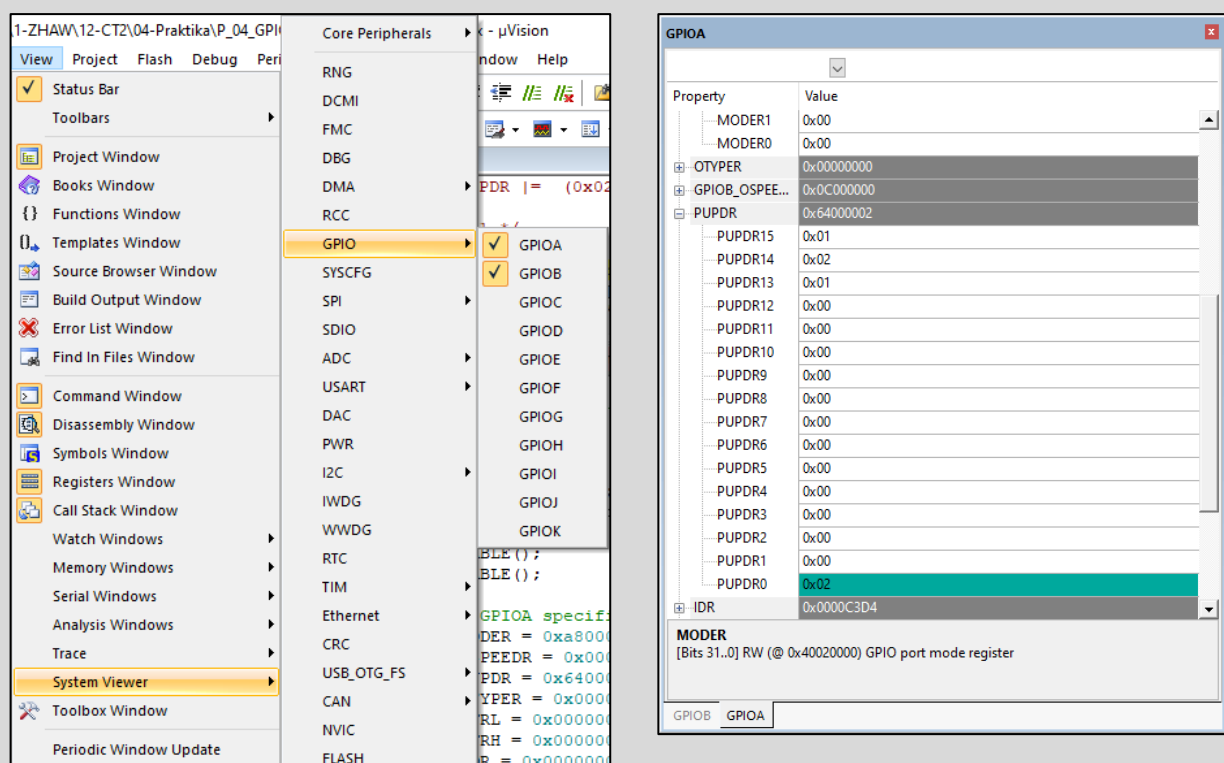 .1-ZHAW\12-CT2\04-Praktika\P_04_GPI
View Project Flash Debug Peri
Status Bar
Toolbars
Project Window
Books Window
Functions Window
Templates Window
Source Browser Window
Build Output Window
Error List Window
Find In Files Window
Command Window
Disassembly Window
Symbols Window
Registers Window
Call Stack Window
Watch Windows
Memory Windows
Serial Windows
Analysis Windows
Trace
System Viewer
Toolbox Window
Periodic Window Update
Core Peripherals
RNG
DCMI
FMC
DBG
DMA
RCC
GPIO
SYSCFG
SPI
SDIO
ADC
USART
DAC
PWR
I2C
IWDG
WWDG
RTC
TIM
Ethernet
CRC
USB_OTG_FS
CAN
NVIC
FLASH
- µVision
ndow Help
PDR |= (0x02
*/
GPIOA
GPIOB
GPIOC
GPIOD
GPIOE
GPIOF
GPIOG
GPIOH
GPIOI
GPIOJ
GPIOK
BLE();
BLE();
GPIOA specifi
DER = 0xa8000
PEEDR = 0x000
PDR = 0x64000
YPER = 0x0000
RL = 0x000000
RH = 0x000000
R = 0x0000000
GPIOA
Property Value
MODER1 0x00
MODER0 0x00
OTYPER 0x00000000
GPIOB_OSPEE... 0x0C000000
PUPDR 0x64000002
PUPDR15 0x01
PUPDR14 0x02
PUPDR13 0x01
PUPDR12 0x00
PUPDR11 0x00
PUPDR10 0x00
PUPDR9 0x00
PUPDR8 0x00
PUPDR7 0x00
PUPDR6 0x00
PUPDR5 0x00
PUPDR4 0x00
PUPDR3 0x00
PUPDR2 0x00
PUPDR1 0x00
PUPDR0 0x02
IDR 0x0000C3D4
MODER
[Bits 31..0] RW (@ 0x40020000) GPIO port mode register
GPIOB GPIOA